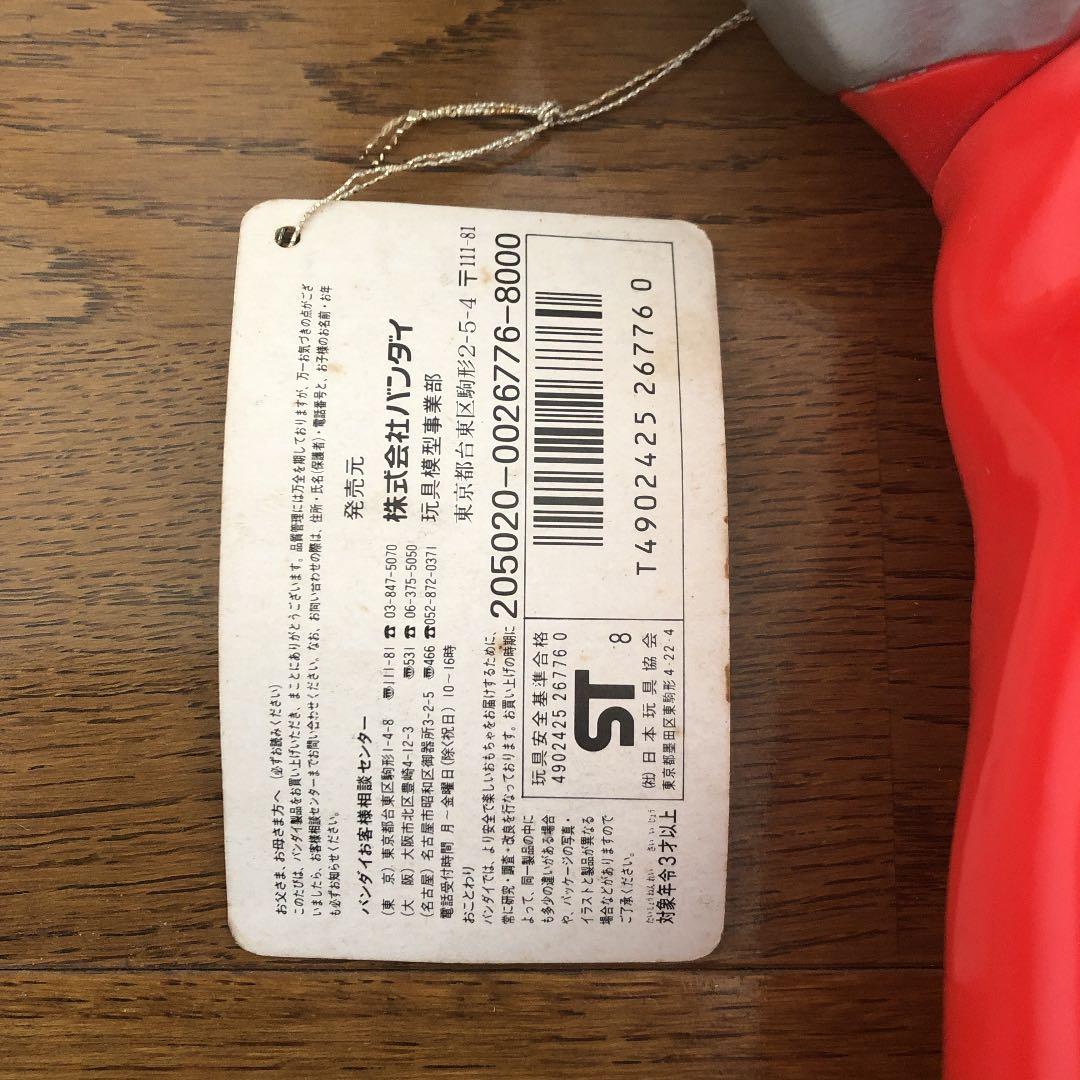 お父さま、お母さま方へ（必ずお読みください）
このたびは、バンダイ製品をお買い上げいただき、まことにありがとうございます。品質管理には万全を期しておりますが、万一お気づきの点がござ
いましたら、お客様相談センターまでお問い合わせください。なお、お問い合わせの際は、住所・氏名(保護者)・電話番号と、お子様のお名前・お年
も必ずお知らせください。
バンダイお客様相談センター
(東　京) 東京都台東区駒形1-4-8 〠111-81 ☎03-847-5070
(大　阪) 大阪市北区豊崎4-12-3 〠531 ☎06-375-5050
(名古屋) 名古屋市昭和区御器所3-2-5 〠466 ☎052-872-0371
電話受付時間 月～金曜日(除く祝日) 10～16時
発売元
株式会社バンダイ
玩具模型事業部
東京都台東区駒形2-5-4 〒111-81
おことわり
バンダイでは、より安全で楽しいおもちゃをお届けするために、
常に研究・調査・改良を行なっております。お買い上げの時期に
よって、同一製品の中に
も多少の違いがある場合
や、パッケージの写真・
イラストと製品が異なる
場合などがありますので
ご了承ください。
たいしょうねんれい さいいじょう
対象年令3才以上
205020-0026776-8000
T4902425 267760
玩具安全基準合格
4902425 267760
ST 8
(社)日本玩具協会
東京都墨田区東駒形4-22-4